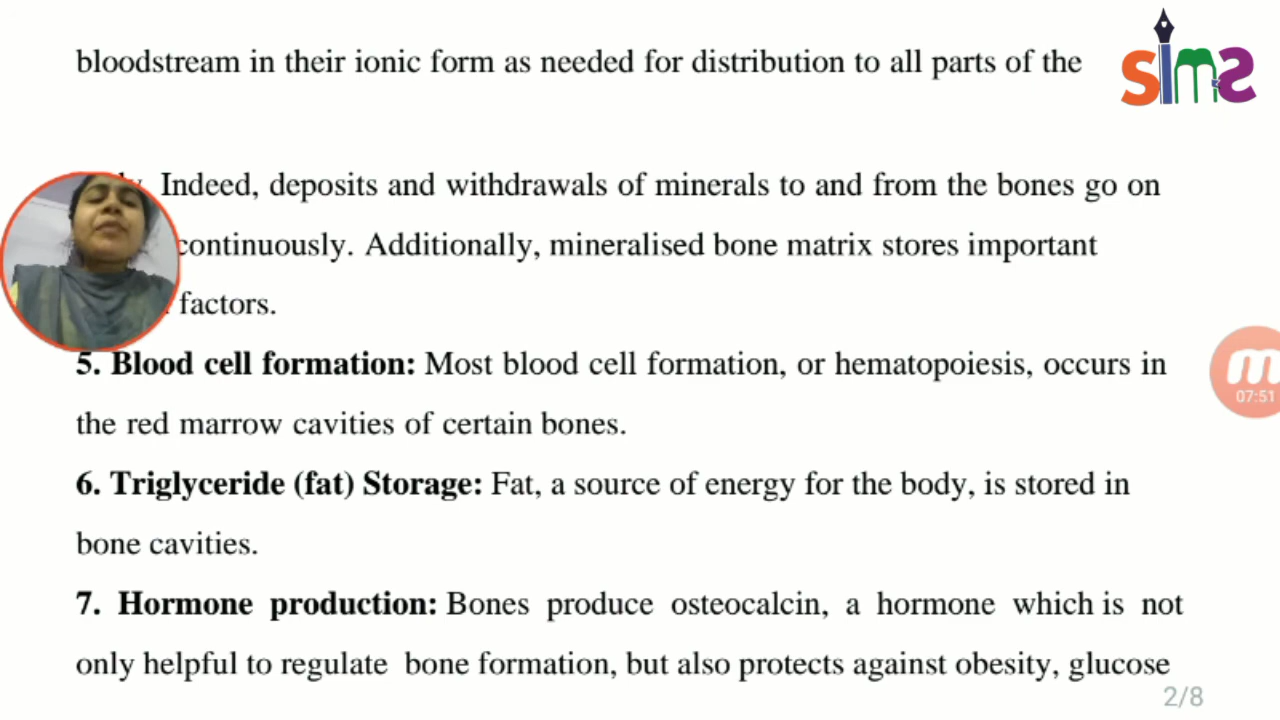 bloodstream in their ionic form as needed for distribution to all parts of the
sims
Indeed, deposits and withdrawals of minerals to and from the bones go on
continuously. Additionally, mineralised bone matrix stores important
factors.
5. Blood cell formation: Most blood cell formation, or hematopoiesis, occurs in
the red marrow cavities of certain bones.
07:51
6. Triglyceride (fat) Storage: Fat, a source of energy for the body, is stored in
bone cavities.
7. Hormone production: Bones produce osteocalcin, a hormone which is not
only helpful to regulate bone formation, but also protects against obesity, glucose
2/8